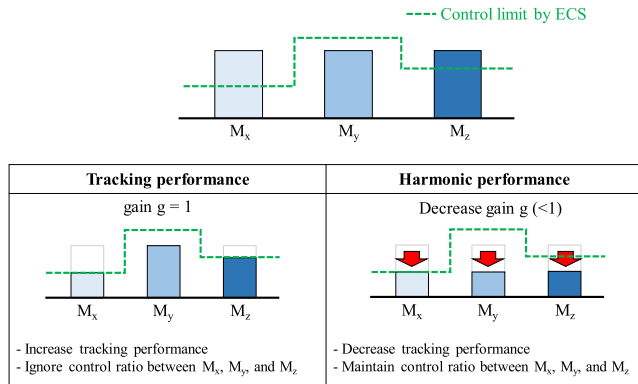 Control limit by ECS
Mx My Mz
Tracking performance
Harmonic performance
gain g = 1
Decrease gain g (<1)
Mx My Mz
Mx My Mz
- Increase tracking performance
- Ignore control ratio between Mx, My, and Mz
- Decrease tracking performance
- Maintain control ratio between Mx, My, and Mz